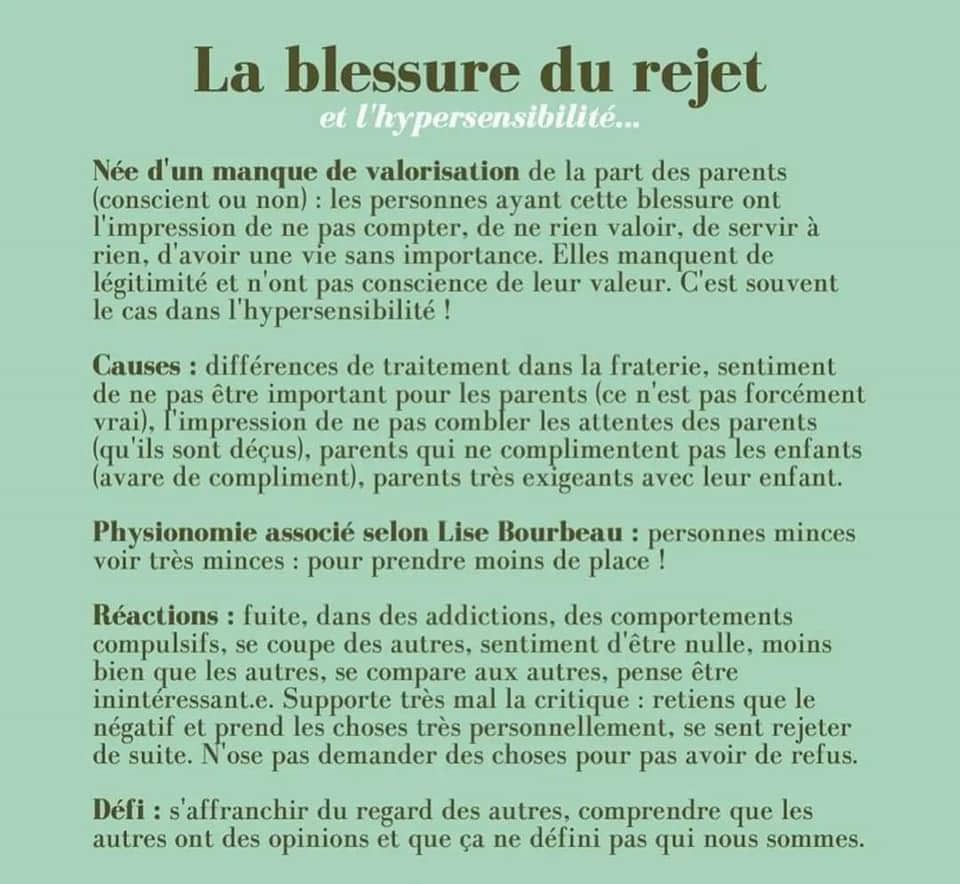 La blessure du rejet
et l'hypersensibilité...
Née d'un manque de valorisation de la part des parents
(conscient ou non) : les personnes ayant cette blessure ont
l'impression de ne pas compter, de ne rien valoir, de servir à
rien, d'avoir une vie sans importance. Elles manquent de
légitimité et n'ont pas conscience de leur valeur. C'est souvent
le cas dans l'hypersensibilité !
Causes : différences de traitement dans la fraterie, sentiment
de ne pas être important pour les parents (ce n'est pas forcément
vrai), l'impression de ne pas combler les attentes des parents
(qu'ils sont déçus), parents qui ne complimentent pas les enfants
(avare de compliment), parents très exigeants avec leur enfant.
Physionomie associé selon Lise Bourbeau : personnes minces
voir très minces : pour prendre moins de place !
Réactions : fuite, dans des addictions, des comportements
compulsifs, se coupe des autres, sentiment d'être nulle, moins
bien que les autres, se compare aux autres, pense être
inintéressant.e. Supporte très mal la critique : retiens que le
négatif et prend les choses très personnellement, se sent rejeter
de suite. N'ose pas demander des choses pour pas avoir de refus.
Défi : s'affranchir du regard des autres, comprendre que les
autres ont des opinions et que ça ne défini pas qui nous sommes.